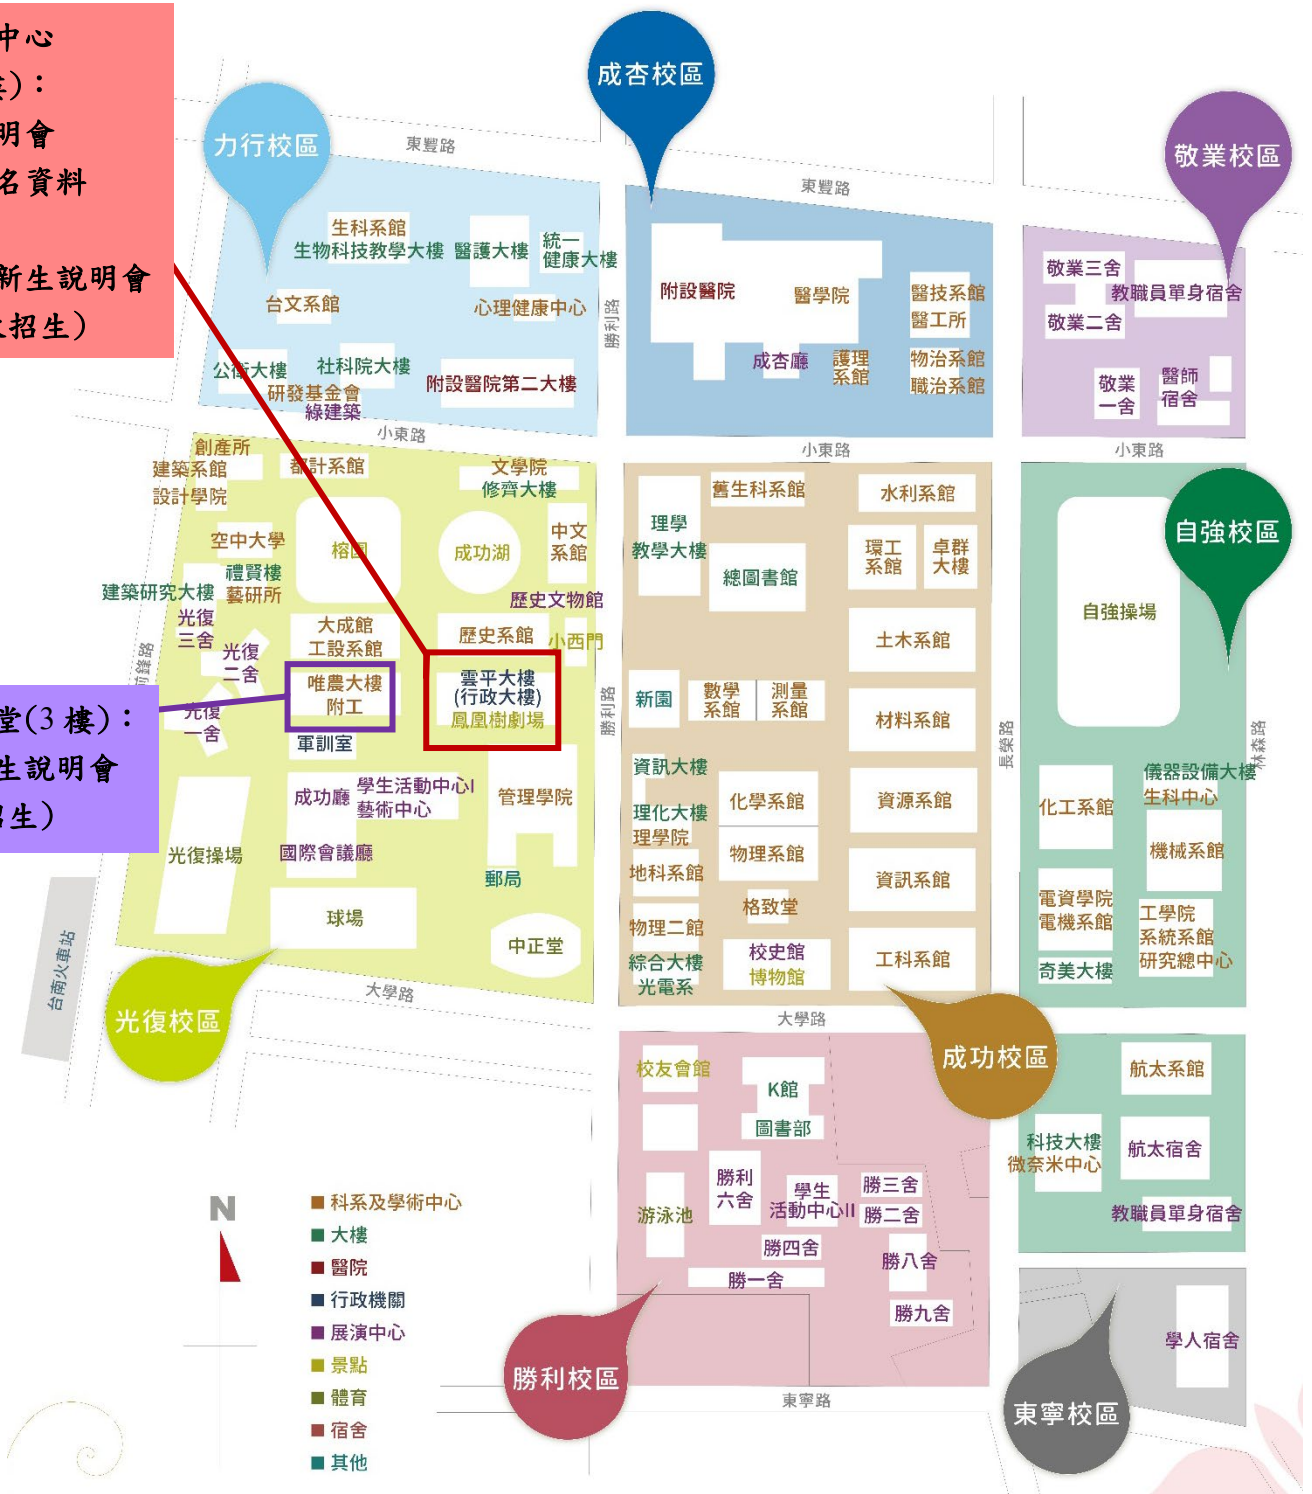 中心
樓)：
明會
名資料
新生說明會
招生）
堂(3 樓)：
生說明會
招生）
力行校區
成杏校區
敬業校區
東豐路
東豐路
生科系館
生物科技教學大樓
醫護大樓
統一
健康大樓
台文系館
心理健康中心
公衛大樓
社科院大樓
研發基金會
綠建築
附設醫院第二大樓
勝利路
附設醫院
醫學院
醫技系館
醫工所
成杏廳
護理
系館
物治系館
職治系館
敬業三舍
教職員單身宿舍
敬業二舍
敬業
一舍
醫師
宿舍
小東路
小東路
小東路
創產所
建築系館
設計學院
都計系館
文學院
修齊大樓
空中大學
榕園
成功湖
中文
系館
禮賢樓
建築研究大樓
藝研所
歷史文物館
光復
三舍
大成館
工設系館
歷史系館
小西門
光復
二舍
唯農大樓
附工
雲平大樓
(行政大樓)
鳳凰樹劇場
前鋒路
光復
一舍
軍訓室
成功廳
學生活動中心I
藝術中心
管理學院
光復操場
國際會議廳
郵局
球場
中正堂
台南火車站
大學路
光復校區
勝利路
舊生科系館
水利系館
理學
教學大樓
總圖書館
環工
系館
卓群
大樓
土木系館
新園
數學
系館
測量
系館
材料系館
資訊大樓
理化大樓
理學院
化學系館
資源系館
地科系館
物理系館
資訊系館
格致堂
物理二館
綜合大樓
光電系
校史館
博物館
工科系館
大學路
成功校區
長榮路
自強校區
自強操場
林森路
儀器設備大樓
生科中心
化工系館
機械系館
電資學院
電機系館
工學院
系統系館
研究總中心
奇美大樓
航太系館
科技大樓
微奈米中心
航太宿舍
教職員單身宿舍
校友會館
K館
圖書部
勝利
六舍
學生
活動中心II
勝三舍
勝二舍
游泳池
勝四舍
勝八舍
勝一舍
勝九舍
勝利校區
東寧路
學人宿舍
東寧校區
N
科系及學術中心
大樓
醫院
行政機關
展演中心
景點
體育
宿舍
其他